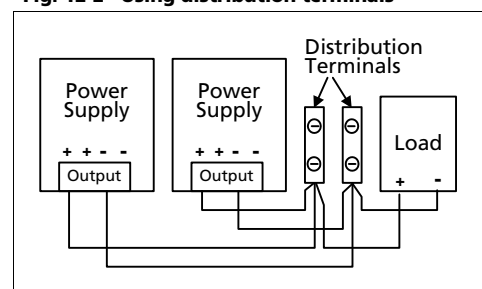 Fig. 12-2 Using distribution terminals
Distribution
Terminals
Power
Supply
+ + - -
Output
Power
Supply
+ + - -
Output
Load
+ -